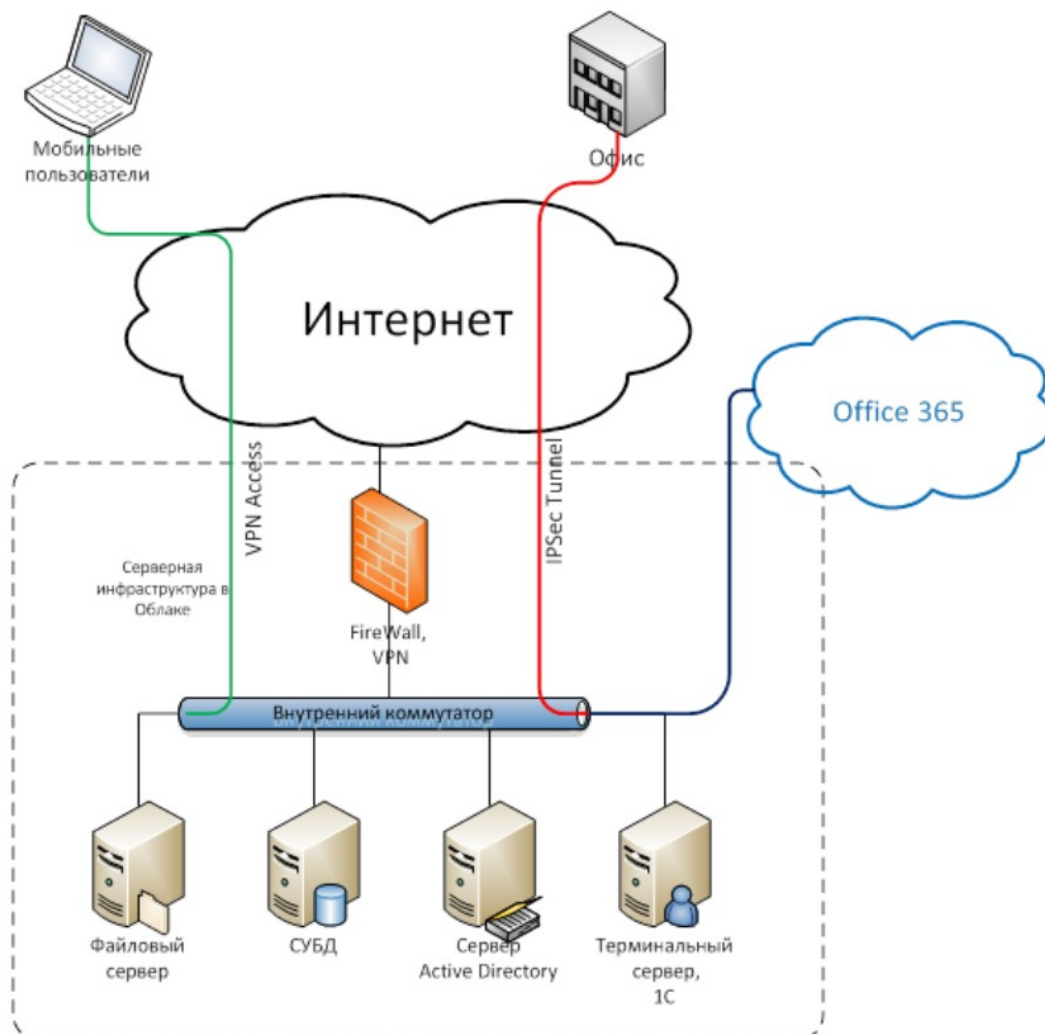 Мобильные
пользователи
Офис
Интернет
Office 365
VPN Access
IPSec Tunnel
Серверная
инфраструктура в
Облаке
FireWall,
VPN
Внутренний коммутатор
Файловый
сервер
СУБД
Сервер
Active Directory
Терминальный
сервер,
1С